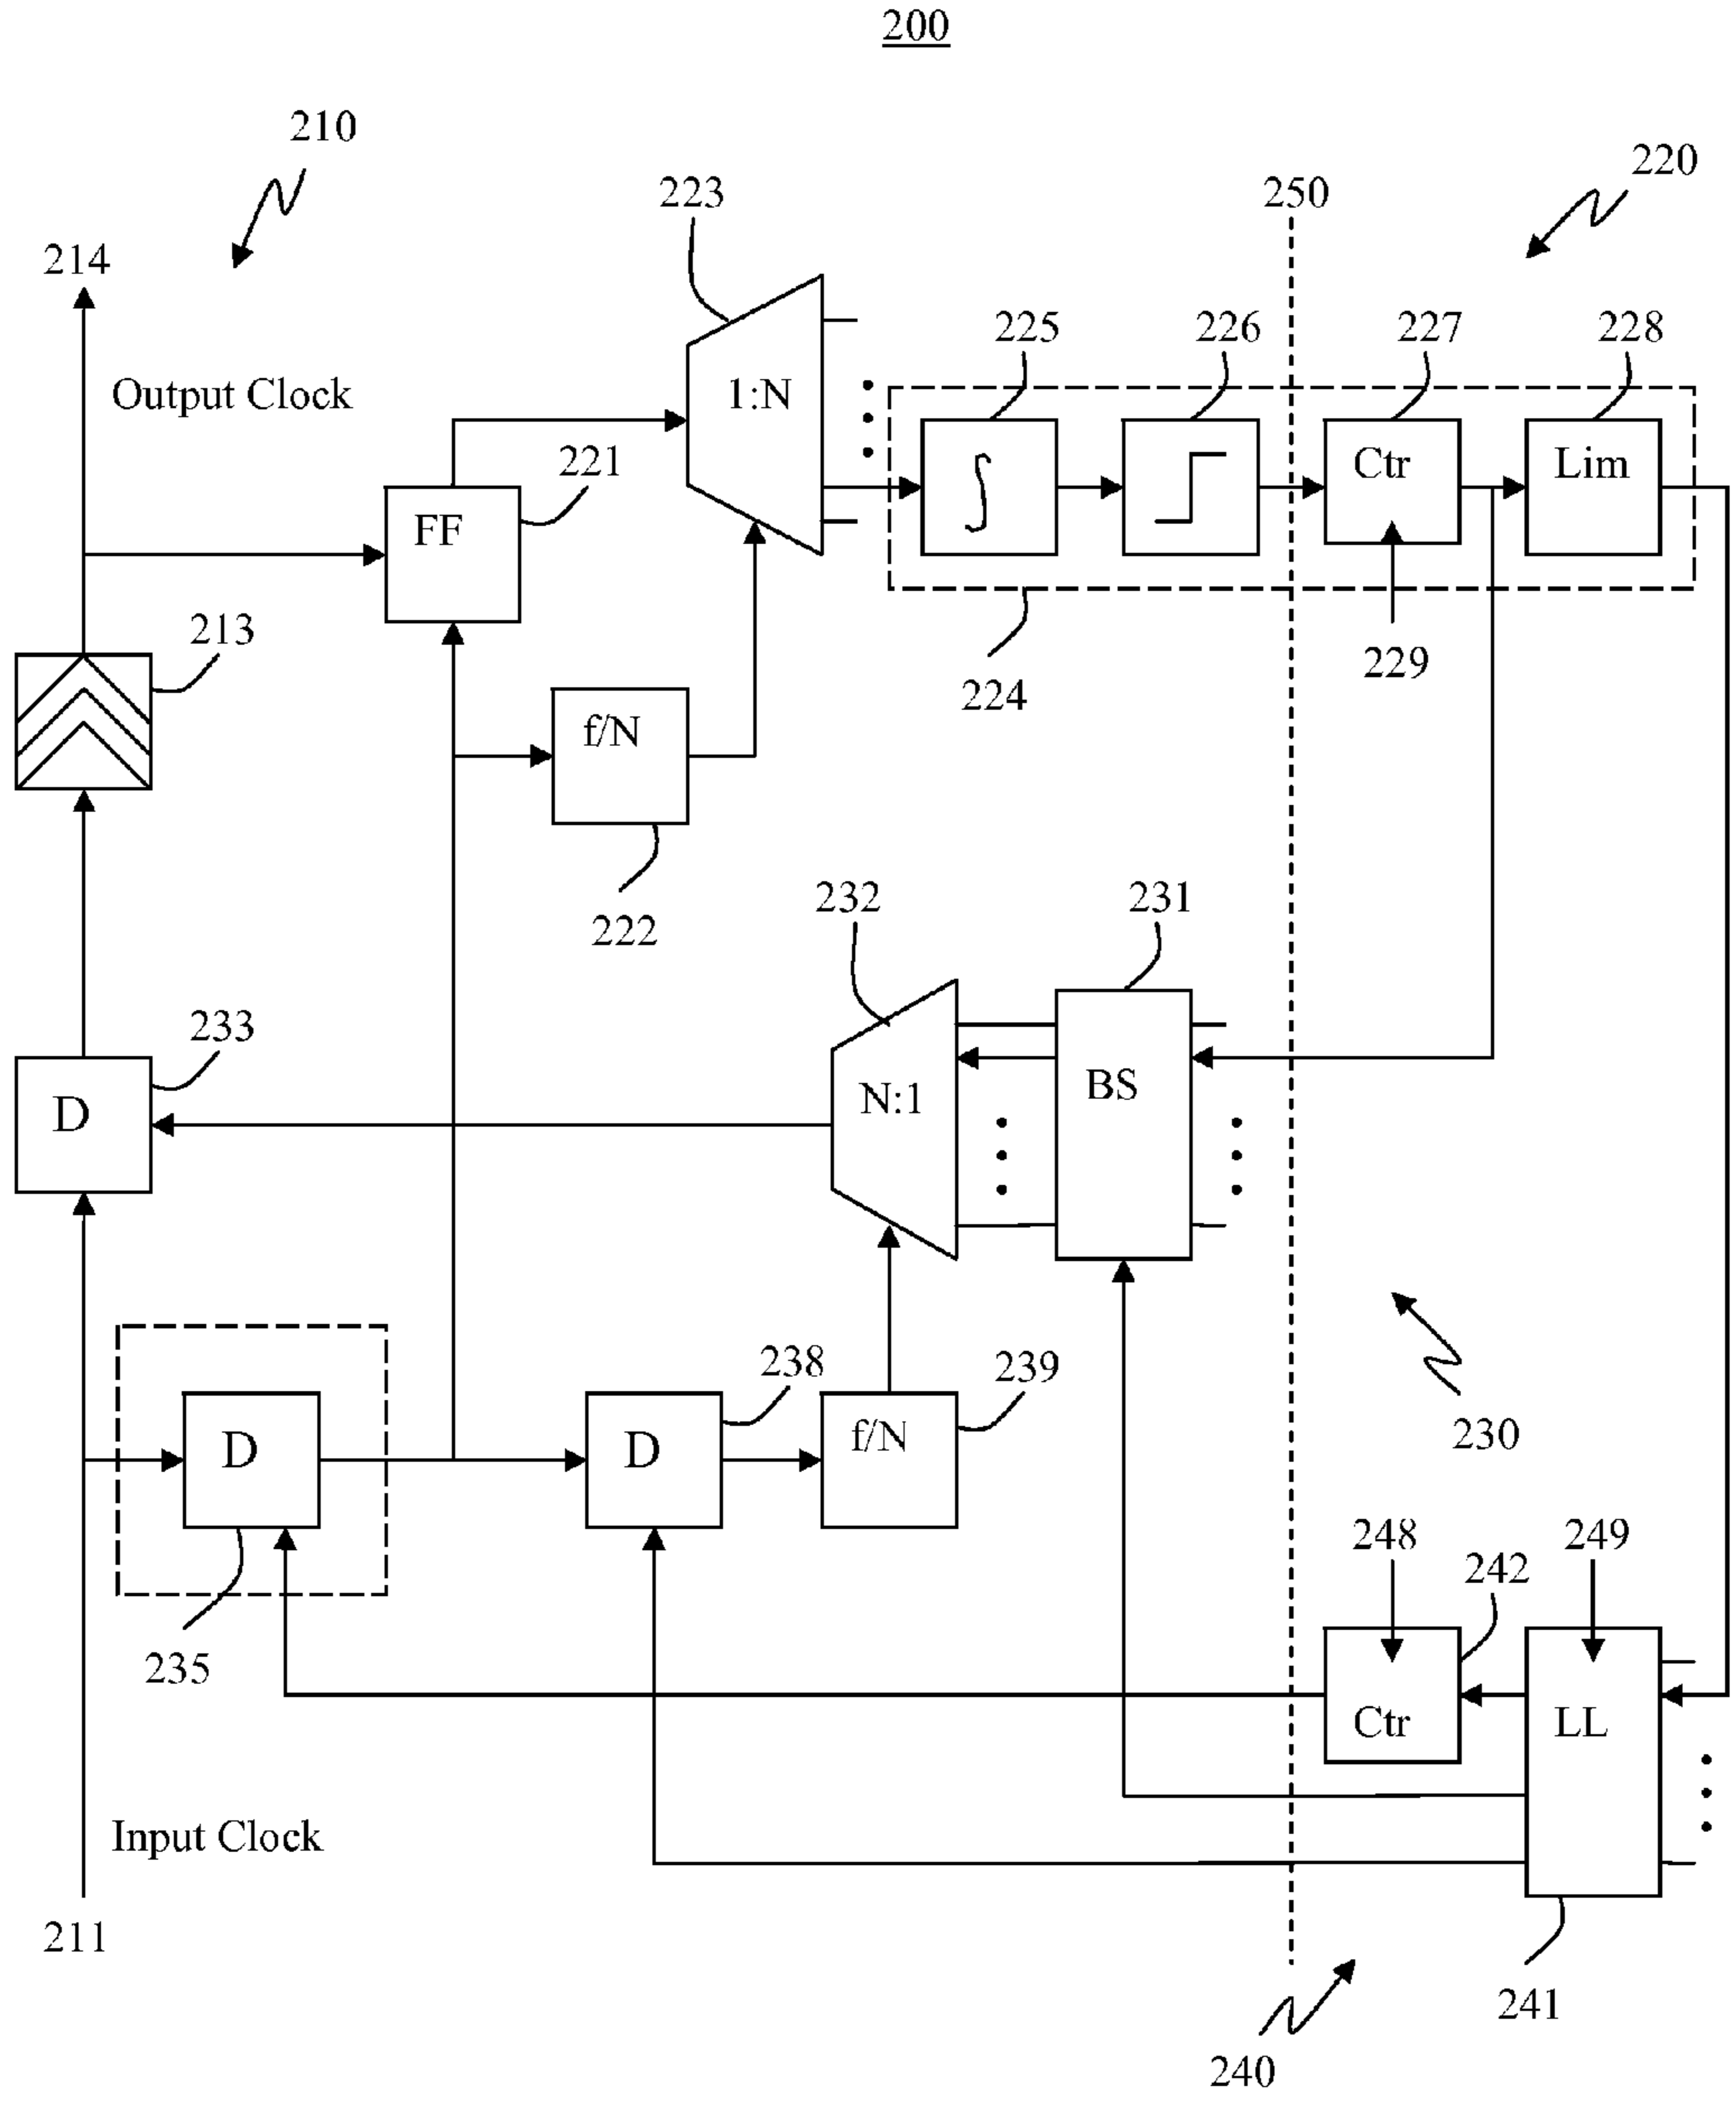 200
210
220
223
250
214
225
226
227
228
Output Clock
1:N
221
Ctr
Lim
FF
213
229
224
f/N
222
232
231
233
BS
N:1
D
238
239
230
D
D
f/N
248
249
242
235
LL
Ctr
Input Clock
211
241
240